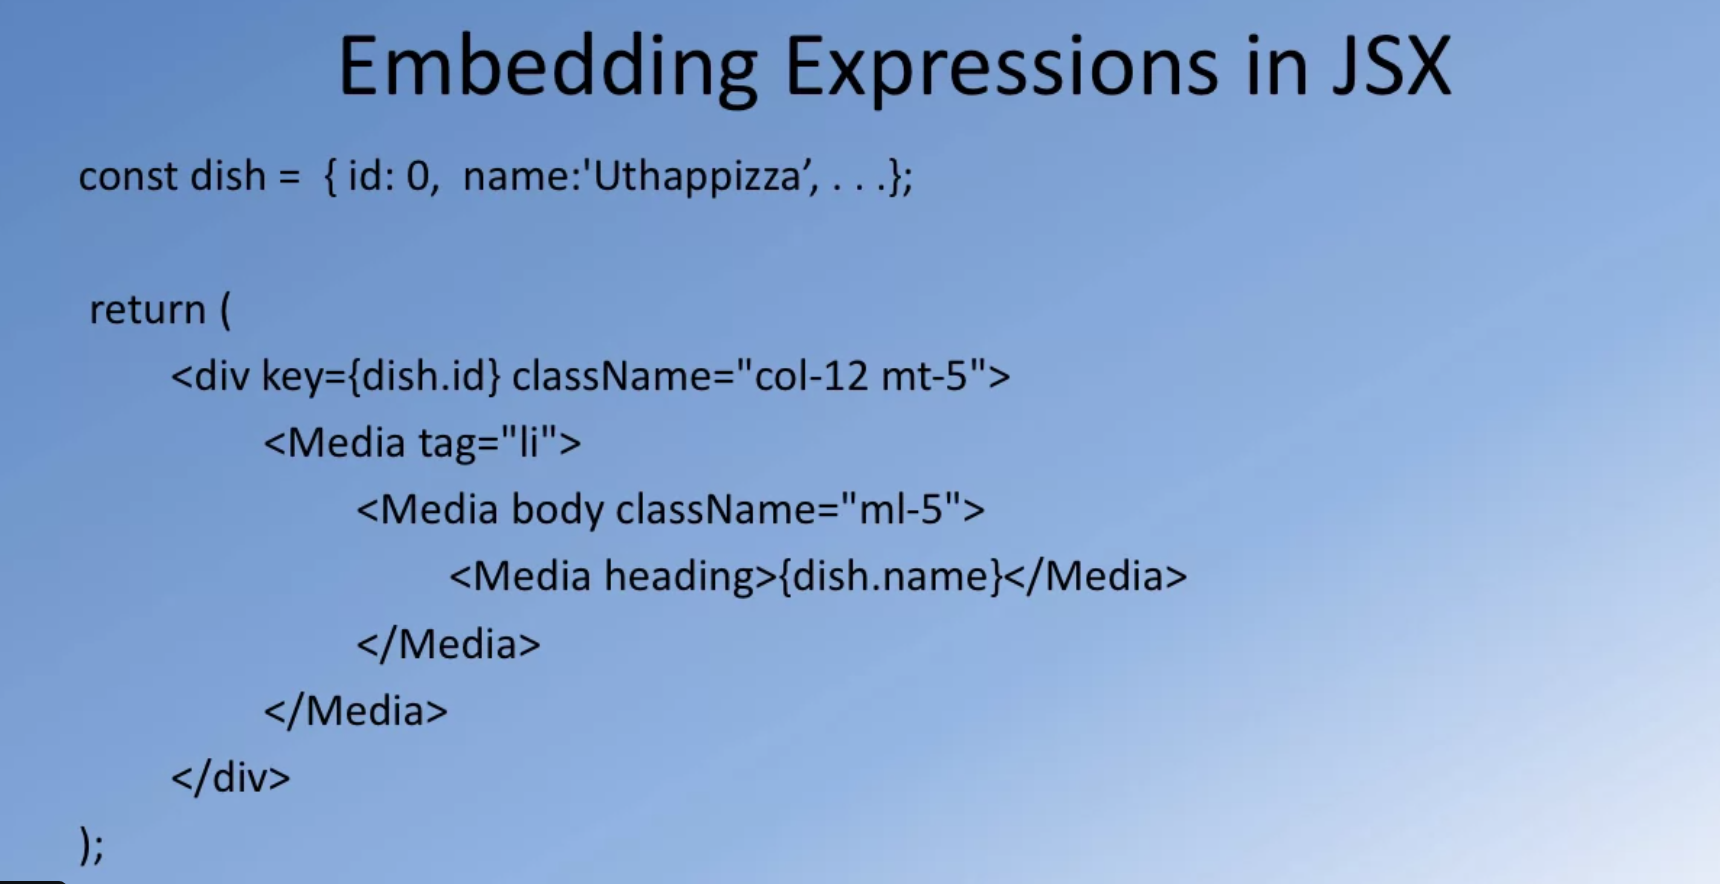 Embedding Expressions in JSX
const dish = { id: 0, name:'Uthappizza’, . . .};
return (
<div key={dish.id} className="col-12 mt-5">
<Media tag="li">
<Media body className="ml-5">
<Media heading>{dish.name}</Media>
</Media>
</Media>
</div>
);